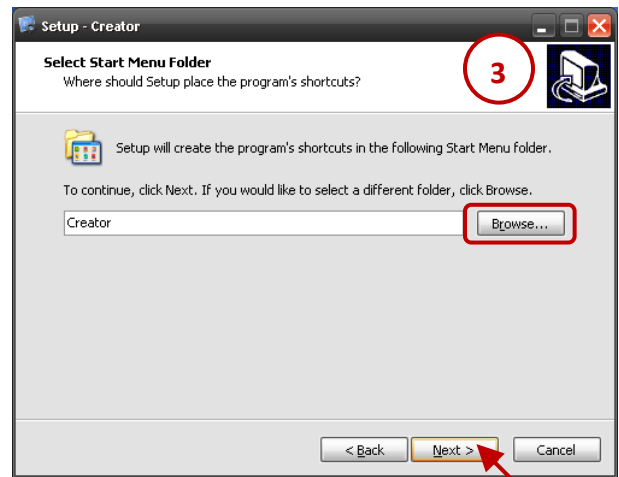 Setup - Creator
Select Start Menu Folder
Where should Setup place the program's shortcuts?
3
Setup will create the program's shortcuts in the following Start Menu folder.
To continue, click Next. If you would like to select a different folder, click Browse.
Creator
Browse...
< Back
Next >
Cancel